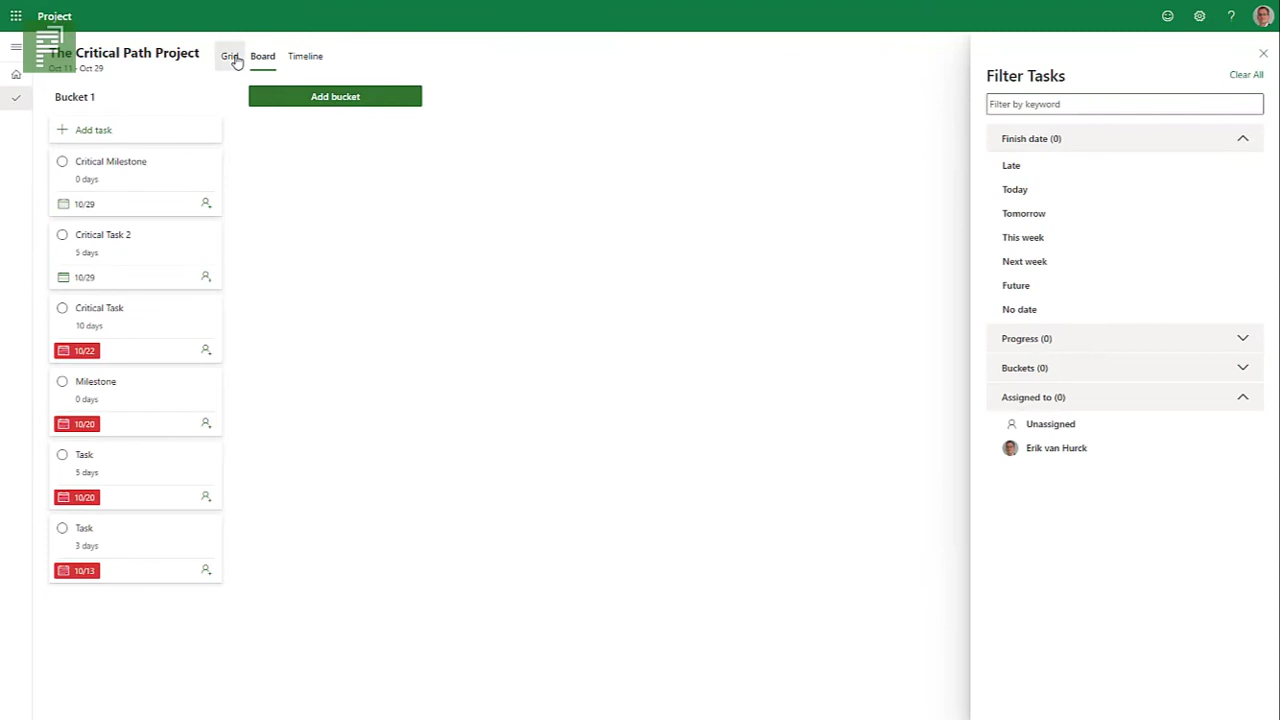 Project
?
The Critical Path Project
Oct 11 - Oct 29
Grid
Board
Timeline
Bucket 1
Add bucket
Add task
Critical Milestone
0 days
10/29
Critical Task 2
5 days
10/29
Critical Task
10 days
10/22
Milestone
0 days
10/20
Task
5 days
10/20
Task
3 days
10/13
Filter Tasks
Clear All
Filter by keyword
Finish date (0)
Late
Today
Tomorrow
This week
Next week
Future
No date
Progress (0)
Buckets (0)
Assigned to (0)
Unassigned
Erik van Hurck